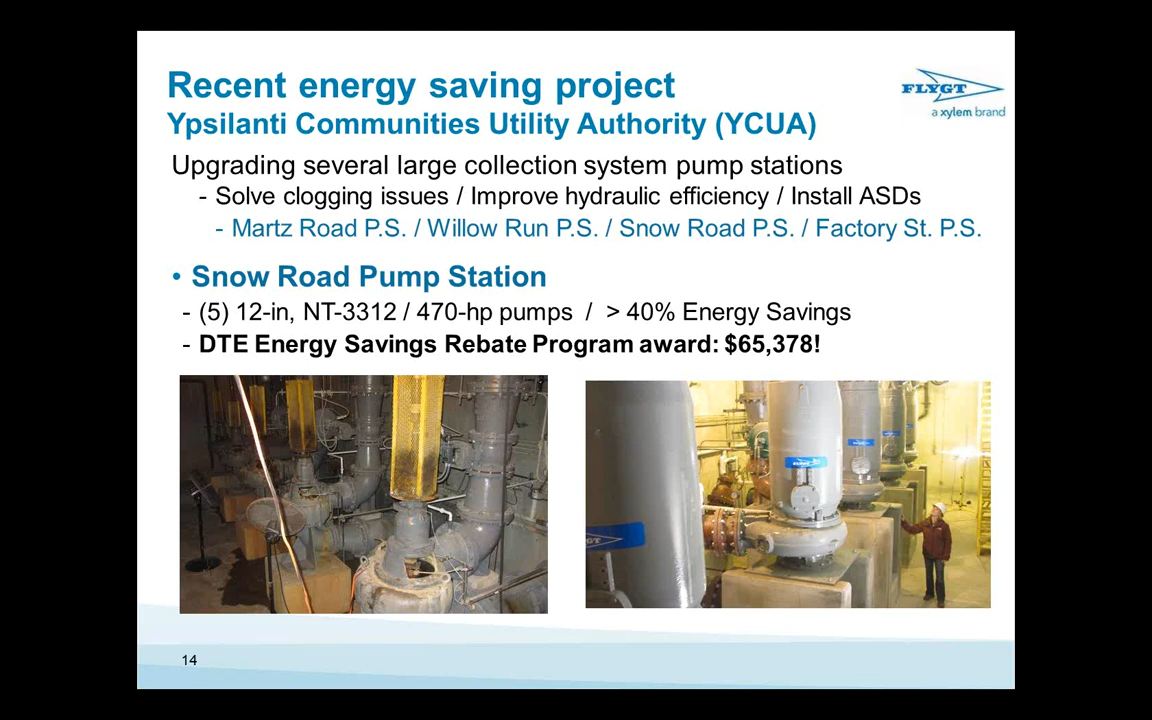 Recent energy saving project
Ypsilanti Communities Utility Authority (YCUA)
FLYGT
a xylem brand
Upgrading several large collection system pump stations
- Solve clogging issues / Improve hydraulic efficiency / Install ASDs
- Martz Road P.S. / Willow Run P.S. / Snow Road P.S. / Factory St. P.S.
• Snow Road Pump Station
- (5) 12-in, NT-3312 / 470-hp pumps / > 40% Energy Savings
- DTE Energy Savings Rebate Program award: $65,378!
14